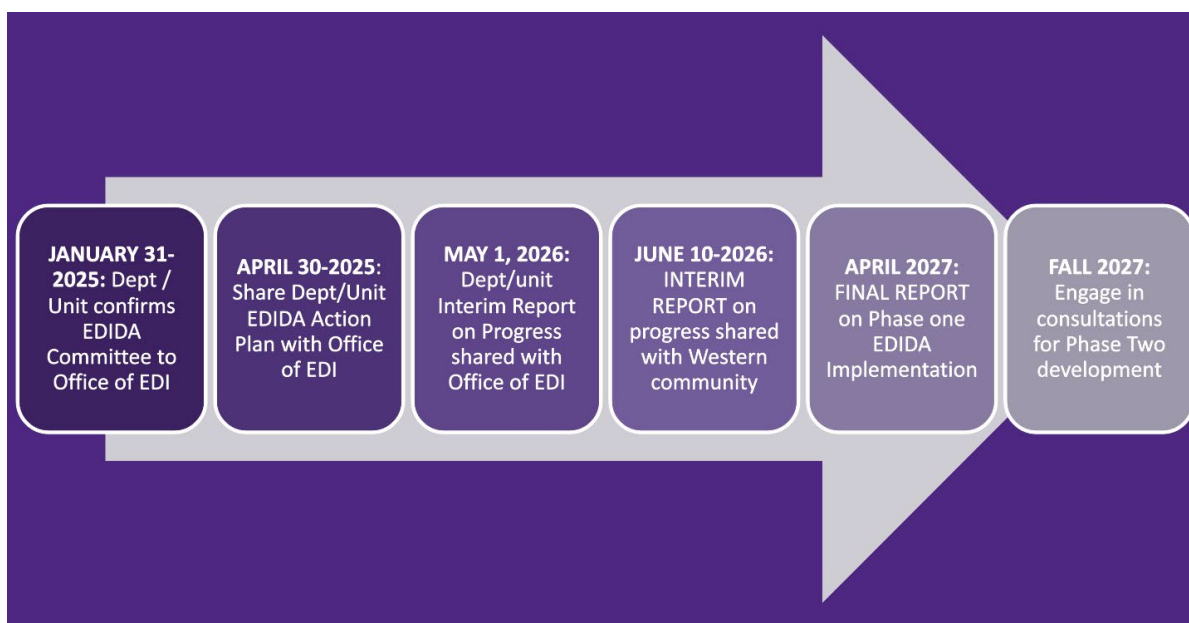 JANUARY 31-
2025: Dept /
Unit confirms
EDIDA
Committee to
Office of EDI
APRIL 30-2025:
Share Dept/Unit
EDIDA Action
Plan with Office
of EDI
MAY 1, 2026:
Dept/unit
Interim Report
on Progress
shared with
Office of EDI
JUNE 10-2026:
INTERIM
REPORT on
progress shared
with Western
community
APRIL 2027:
FINAL REPORT
on Phase one
EDIDA
Implementation
FALL 2027:
Engage in
consultations
for Phase Two
development